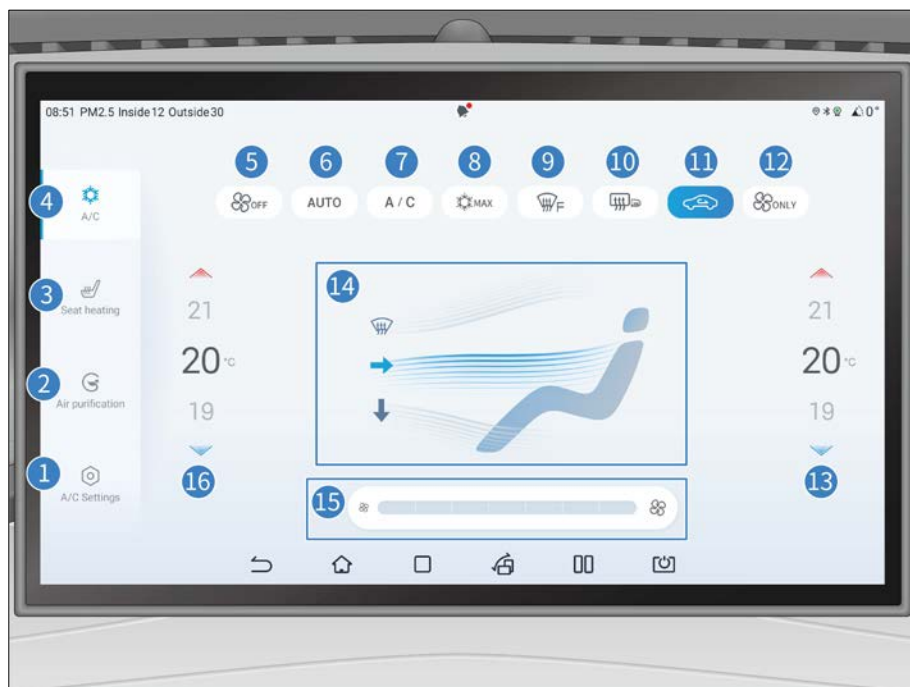 08:51 PM2.5 Inside12 Outside30
0°
5
6
7
8
9
10
11
12
OFF
AUTO
A / C
MAX
F
ONLY
4
A/C
3
Seat heating
2
Air purification
1
A/C Settings
21
20 °C
19
16
14
15
21
20 °C
19
13